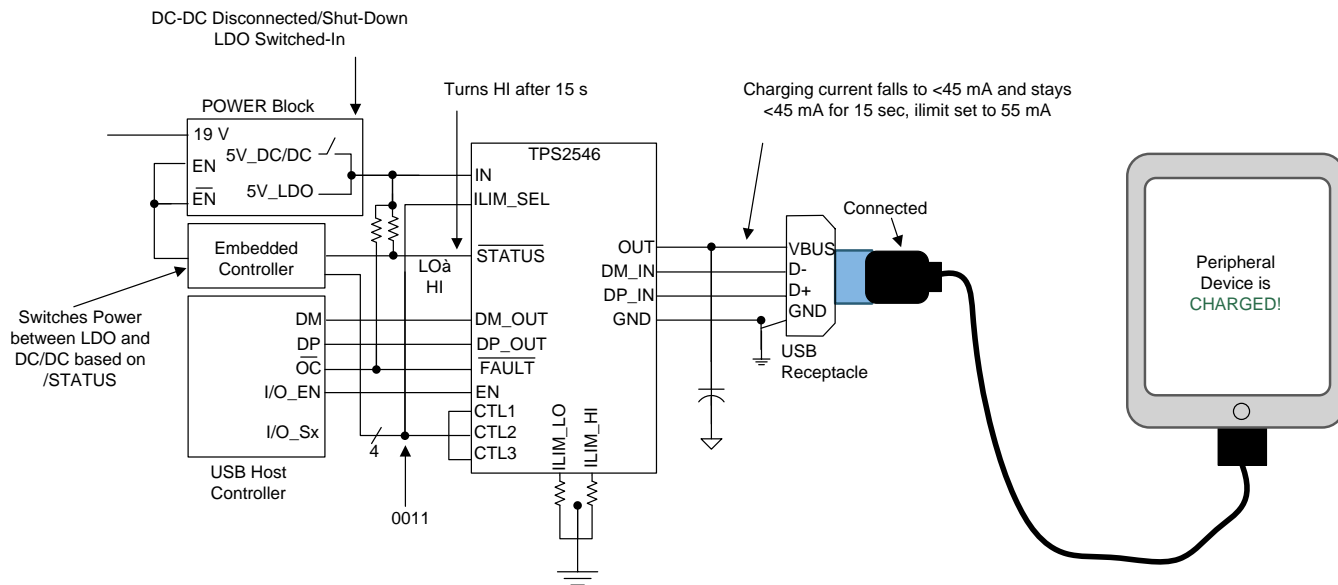 DC-DC Disconnected/Shut-Down
LDO Switched-In
Turns HI after 15 s
Charging current falls to <45 mA and stays
<45 mA for 15 sec, ilimit set to 55 mA
POWER Block
19 V
EN
EN
5V_DC/DC
5V_LDO
Embedded
Controller
Switches Power
between LDO and
DC/DC based on
/STATUS
DM
DP
OC
I/O_EN
I/O_Sx
USB Host
Controller
4
0011
LOà
HI
TPS2546
IN
ILIM_SEL
STATUS
DM_OUT
DP_OUT
FAULT
EN
CTL1
CTL2
CTL3
ILIM_LO
ILIM_HI
OUT
DM_IN
DP_IN
GND
VBUS
D-
D+
GND
USB
Receptacle
Connected
Peripheral
Device is
CHARGED!